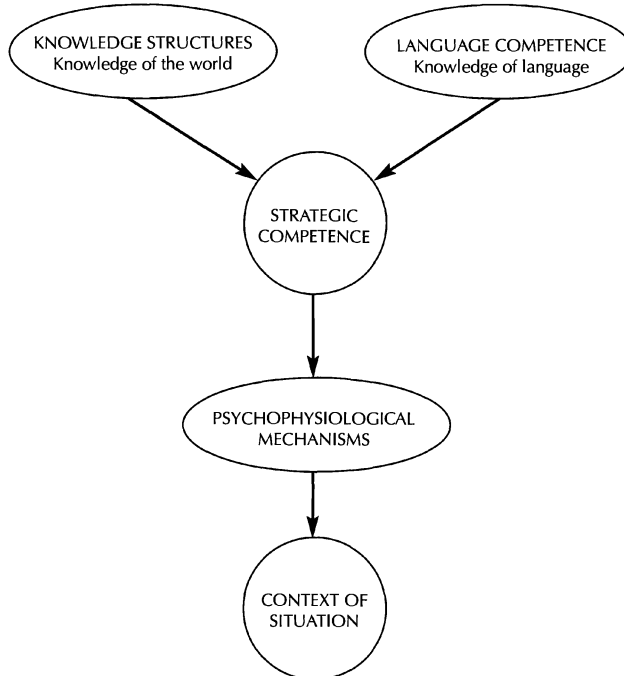 KNOWLEDGE STRUCTURES
Knowledge of the world
LANGUAGE COMPETENCE
Knowledge of language
STRATEGIC
COMPETENCE
PSYCHOPHYSIOLOGICAL
MECHANISMS
CONTEXT OF
SITUATION